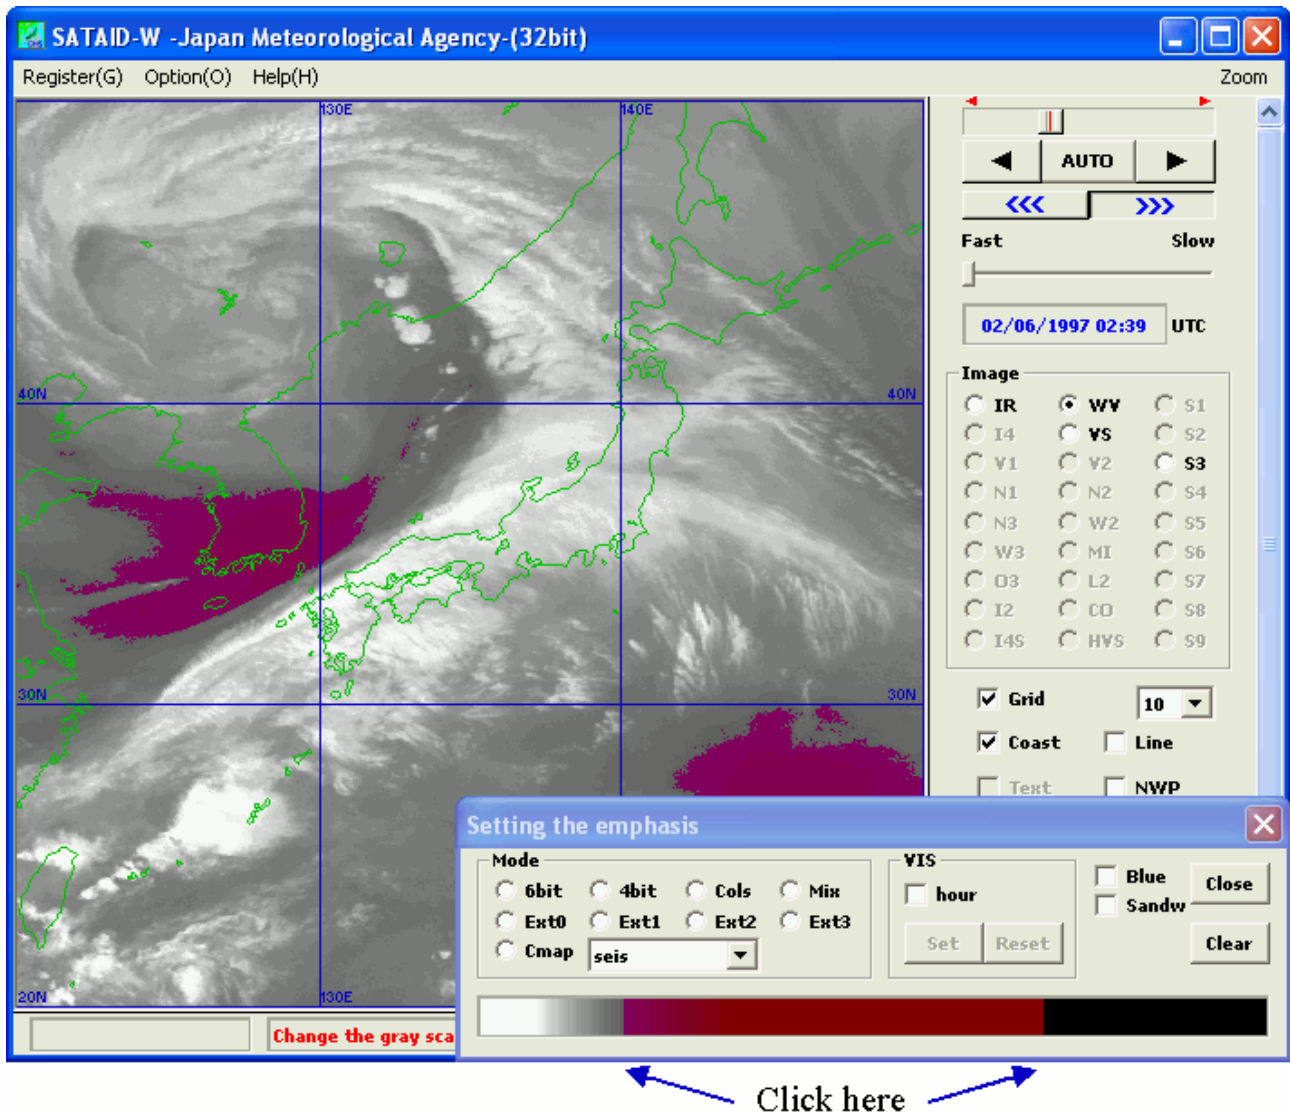 SATAID-W -Japan Meteorological Agency-(32bit)
Register(G) Option(O) Help(H) Zoom
130E 140E
AUTO
<<< >>>
Fast Slow
02/06/1997 02:39 UTC
Image
IR WV S1
I4 VS S2
V1 V2 S3
N1 N2 S4
N3 W2 S5
W3 MI S6
O3 L2 S7
I2 CO S8
I4S HVS S9
40N 40N
30N 30N
Grid 10
Coast Line
Text NWP
20N 130E
Setting the emphasis
Mode
6bit 4bit Cols Mix
Ext0 Ext1 Ext2 Ext3
Cmap seis
VIS
hour
Set Reset
Blue
Sandw
Close
Clear
Change the gray sca
Click here